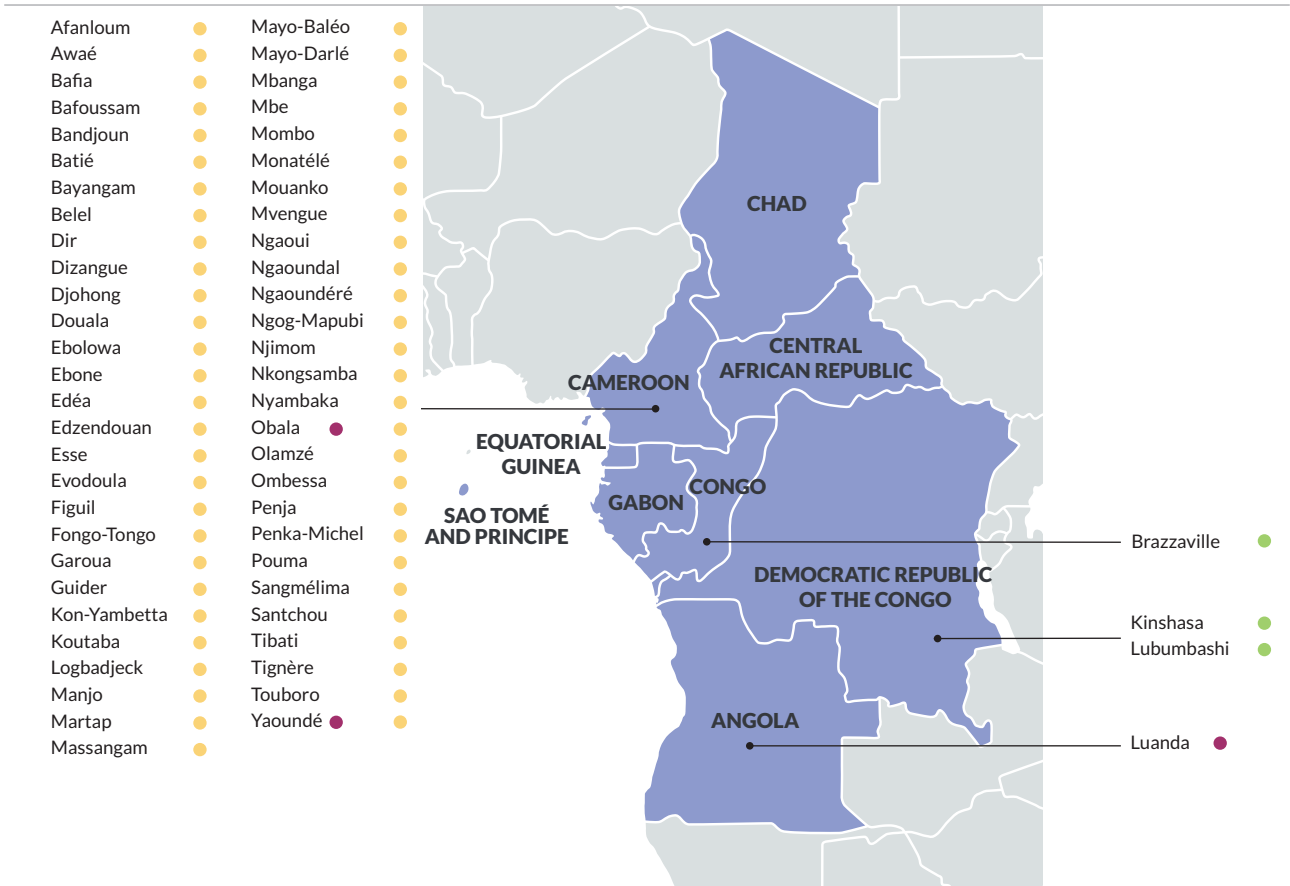 Afanloum
Awaé
Bafia
Bafoussam
Bandjoun
Batié
Bayangam
Belel
Dir
Dizangue
Djohong
Douala
Ebolowa
Ebone
Edéa
Edzendouan
Esse
Evodoula
Figuil
Fongo-Tongo
Garoua
Guider
Kon-Yambetta
Koutaba
Logbadjeck
Manjo
Martap
Massangam
Mayo-Baléo
Mayo-Darlé
Mbanga
Mbe
Mombo
Monatélé
Mouanko
Mvengue
Ngaoui
Ngaoundal
Ngaoundéré
Ngog-Mapubi
Njimom
Nkongsamba
Nyambaka
Obala
Olamzé
Ombessa
Penja
Penka-Michel
Pouma
Sangmélima
Santchou
Tibati
Tignère
Touboro
Yaoundé
CHAD
CENTRAL
AFRICAN REPUBLIC
CAMEROON
EQUATORIAL
GUINEA
CONGO
GABON
SAO TOMÉ
AND PRINCIPE
DEMOCRATIC REPUBLIC
OF THE CONGO
ANGOLA
Brazzaville
Kinshasa
Lubumbashi
Luanda